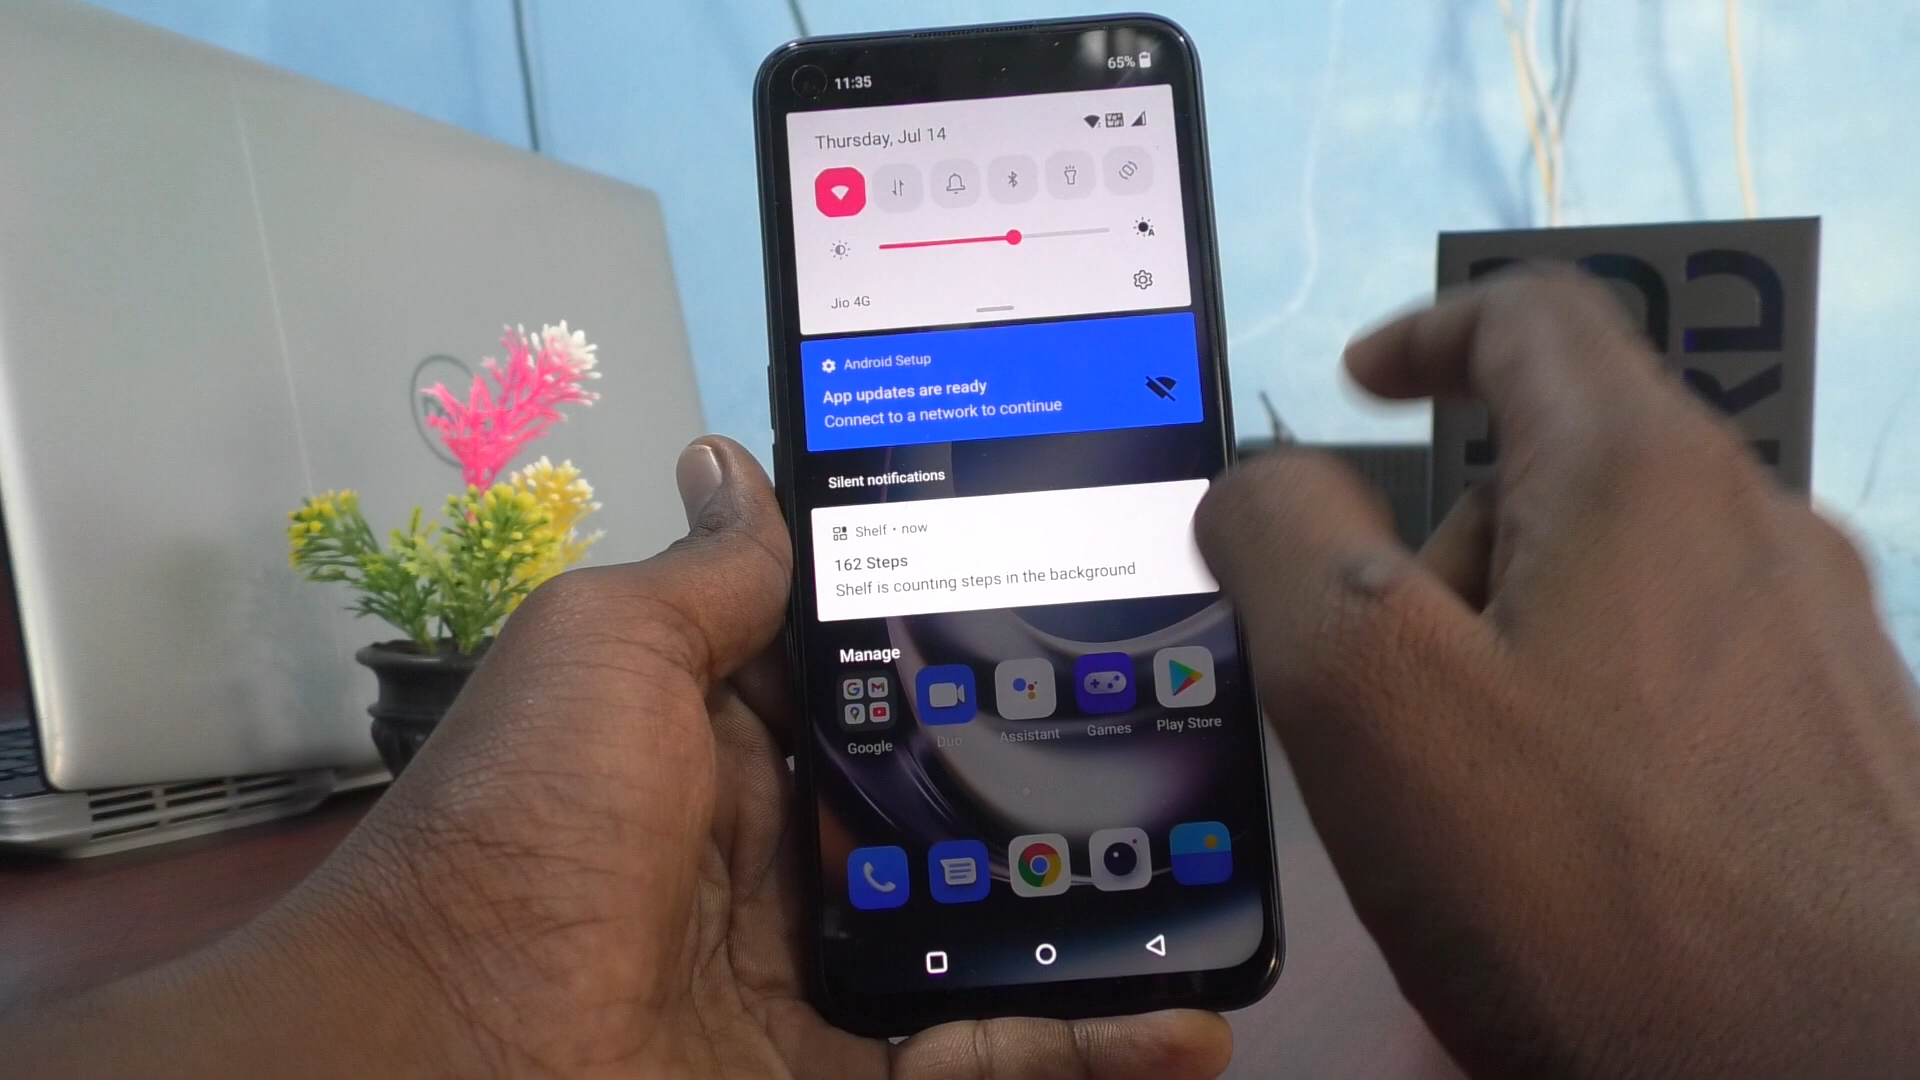 11:35
65%
Thursday, Jul 14
Jio 4G
Android Setup
App updates are ready
Connect to a network to continue
Silent notifications
Shelf • now
162 Steps
Shelf is counting steps in the background
Manage
Google
Duo
Assistant
Games
Play Store